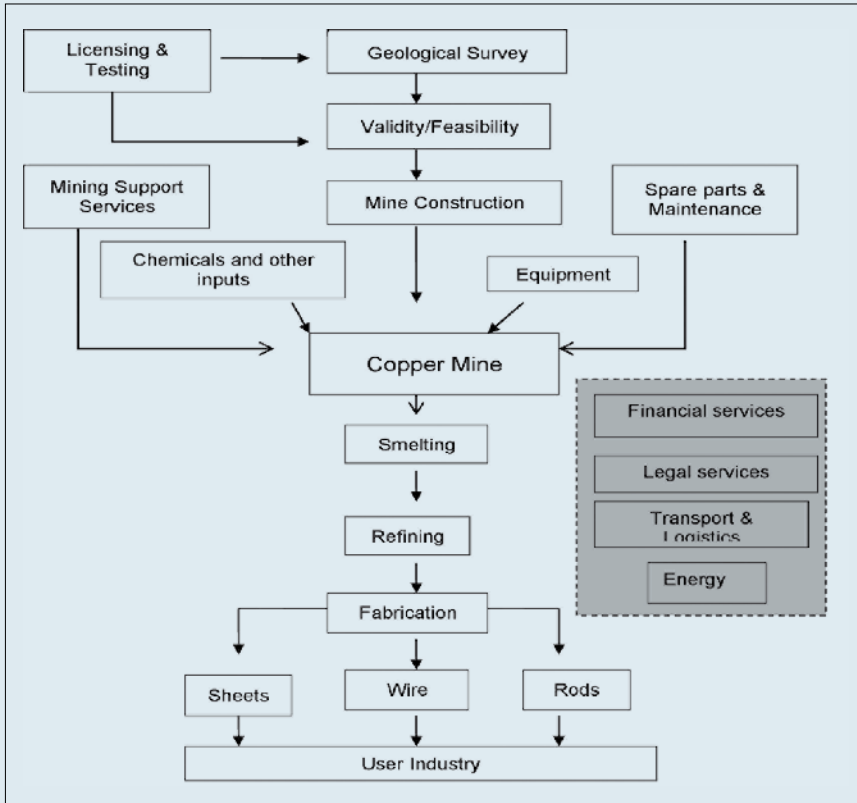 Licensing &
Testing
Geological Survey
Validity/Feasibility
Mining Support
Services
Mine Construction
Spare parts &
Maintenance
Chemicals and other
inputs
Equipment
Copper Mine
Financial services
Smelting
Legal services
Transport &
Logistics
Refining
Energy
Fabrication
Sheets
Wire
Rods
User Industry